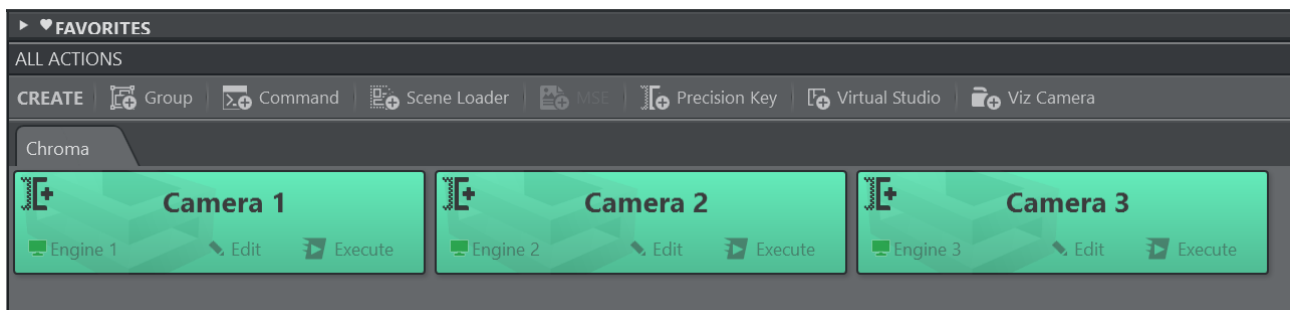 FAVORITES
ALL ACTIONS
CREATE Group Command Scene Loader MSE Precision Key Virtual Studio Viz Camera
Chroma
Camera 1 Camera 2 Camera 3
Engine 1 Edit Execute Engine 2 Edit Execute Engine 3 Edit Execute